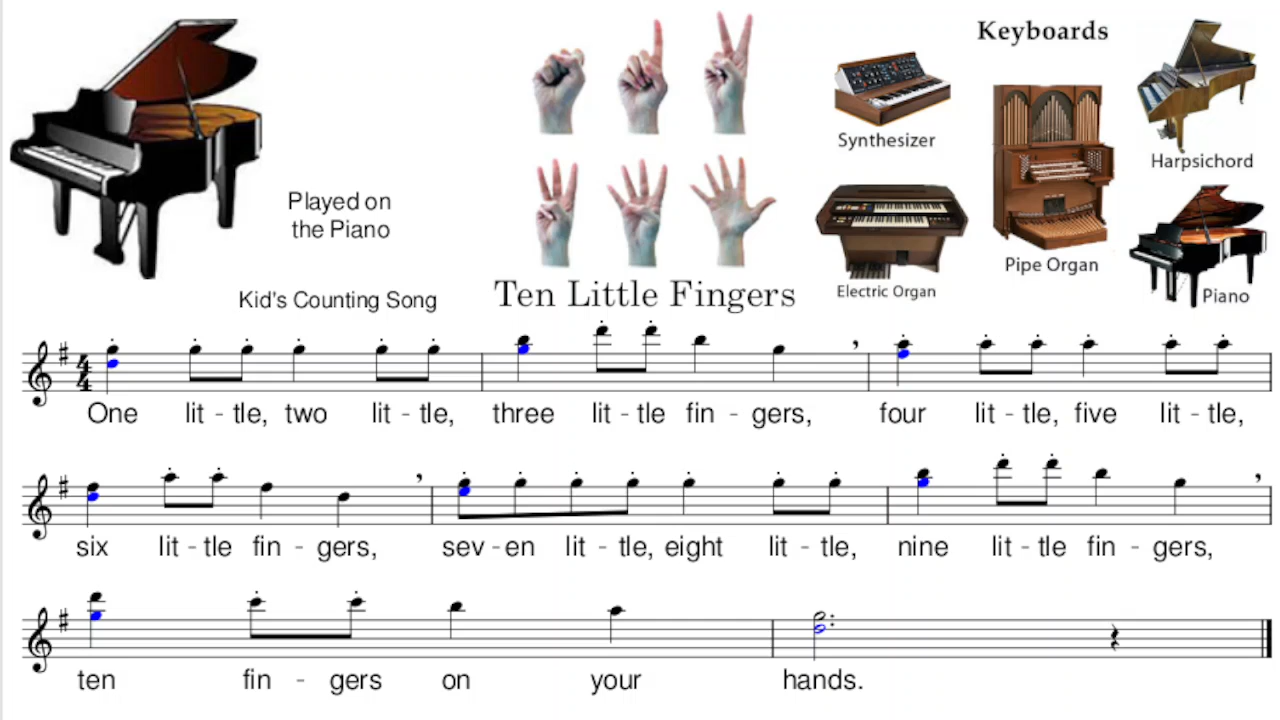 Keyboards
Synthesizer
Harpsichord
Played on
the Piano
Pipe Organ
Electric Organ
Piano
Kid's Counting Song
Ten Little Fingers
4
4
One lit - tle, two lit - tle, three lit - tle fin - gers, four lit - tle, five lit - tle,
six lit - tle fin - gers, sev - en lit - tle, eight lit - tle, nine lit - tle fin - gers,
ten fin - gers on your hands.